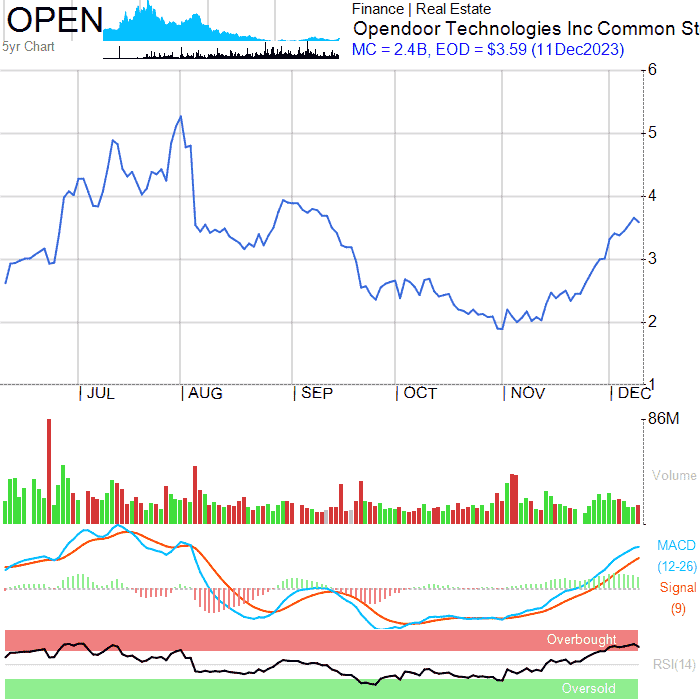 OPEN
5yr Chart
Finance | Real Estate
Opendoor Technologies Inc Common St
MC = 2.4B, EOD = $3.59 (11Dec2023)
6
5
4
3
2
1
JUL AUG SEP OCT NOV DEC
86M
Volume
MACD
(12-26)
Signal
(9)
Overbought
RSI(14)
Oversold